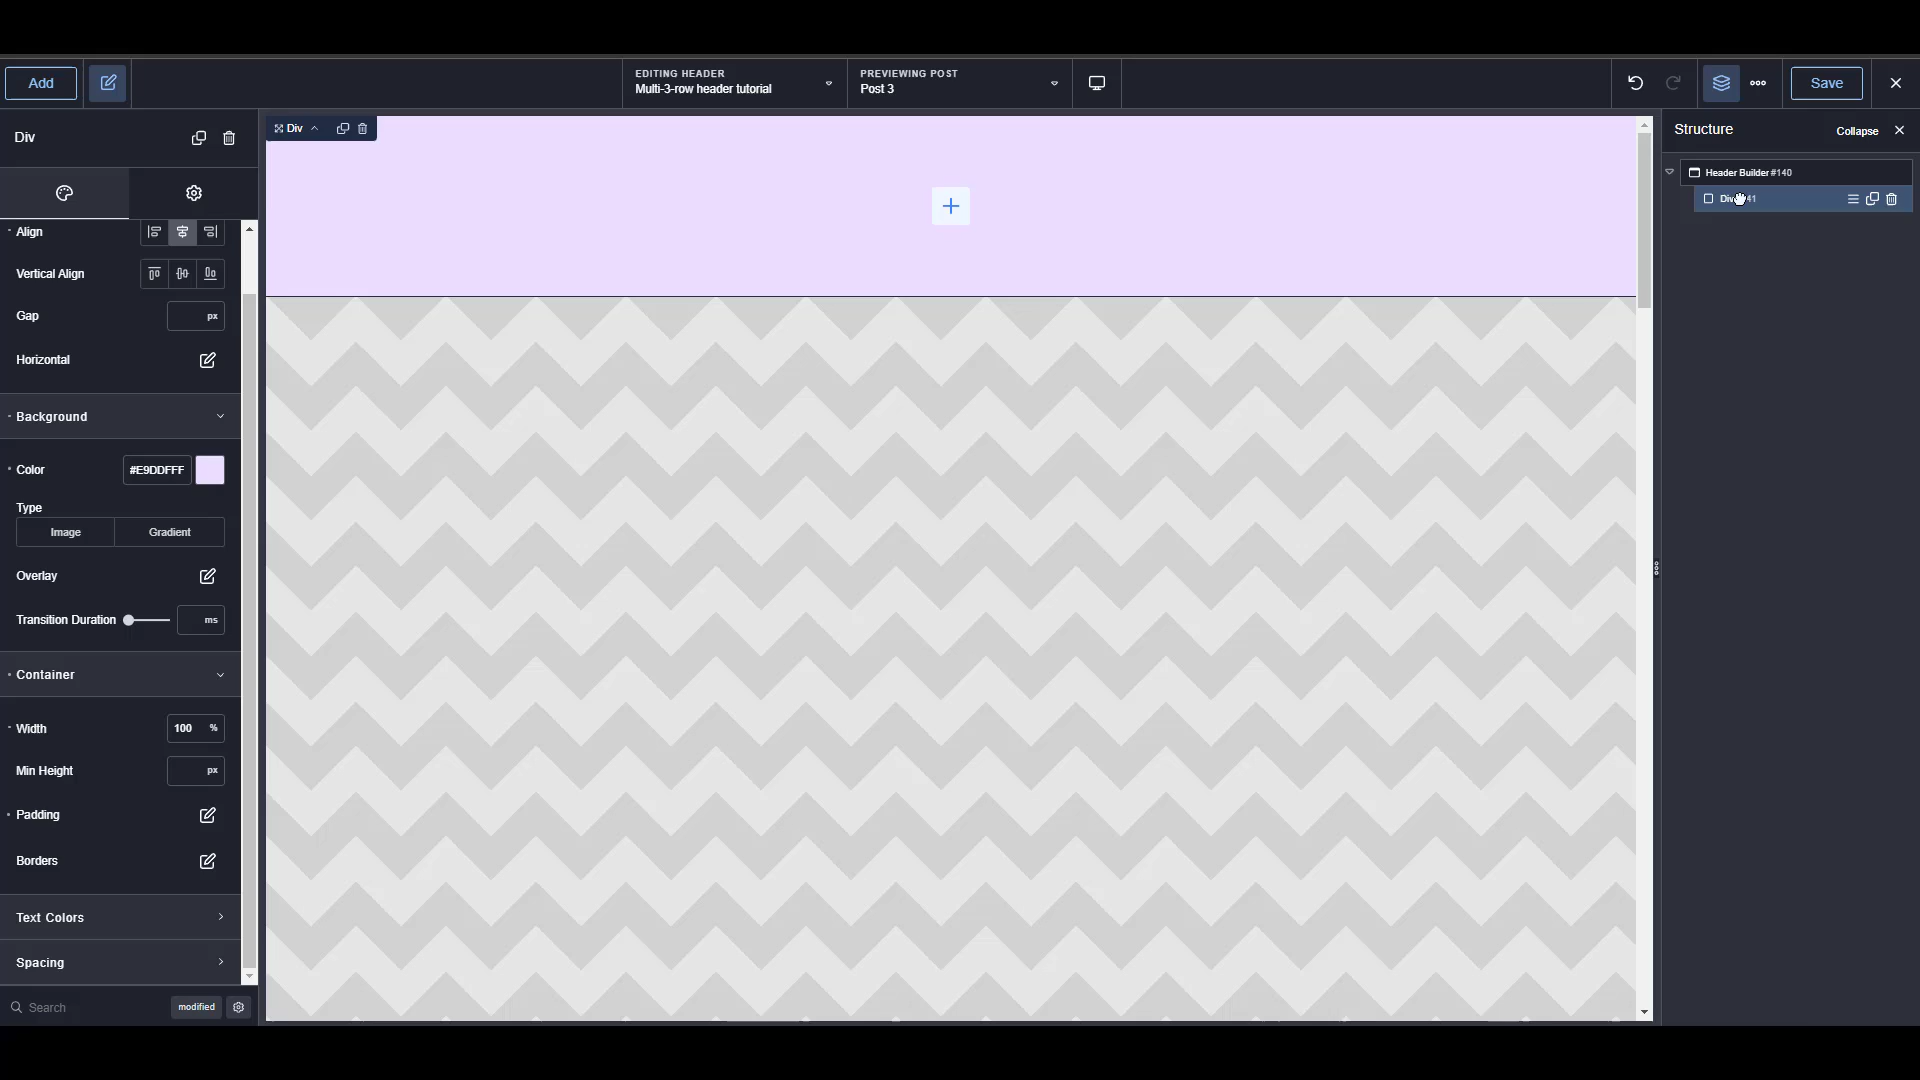 Add
EDITING HEADER
Multi-3-row header tutorial
PREVIEWING POST
Post 3
Save
Div
Div
Structure
Collapse
Header Builder #140
Align
Vertical Align
Gap
px
Horizontal
Background
Color
#E9DDFFF
Type
Image
Gradient
Overlay
Transition Duration
ms
Container
Width
100 %
Min Height
px
Padding
Borders
Text Colors
Spacing
Search
modified